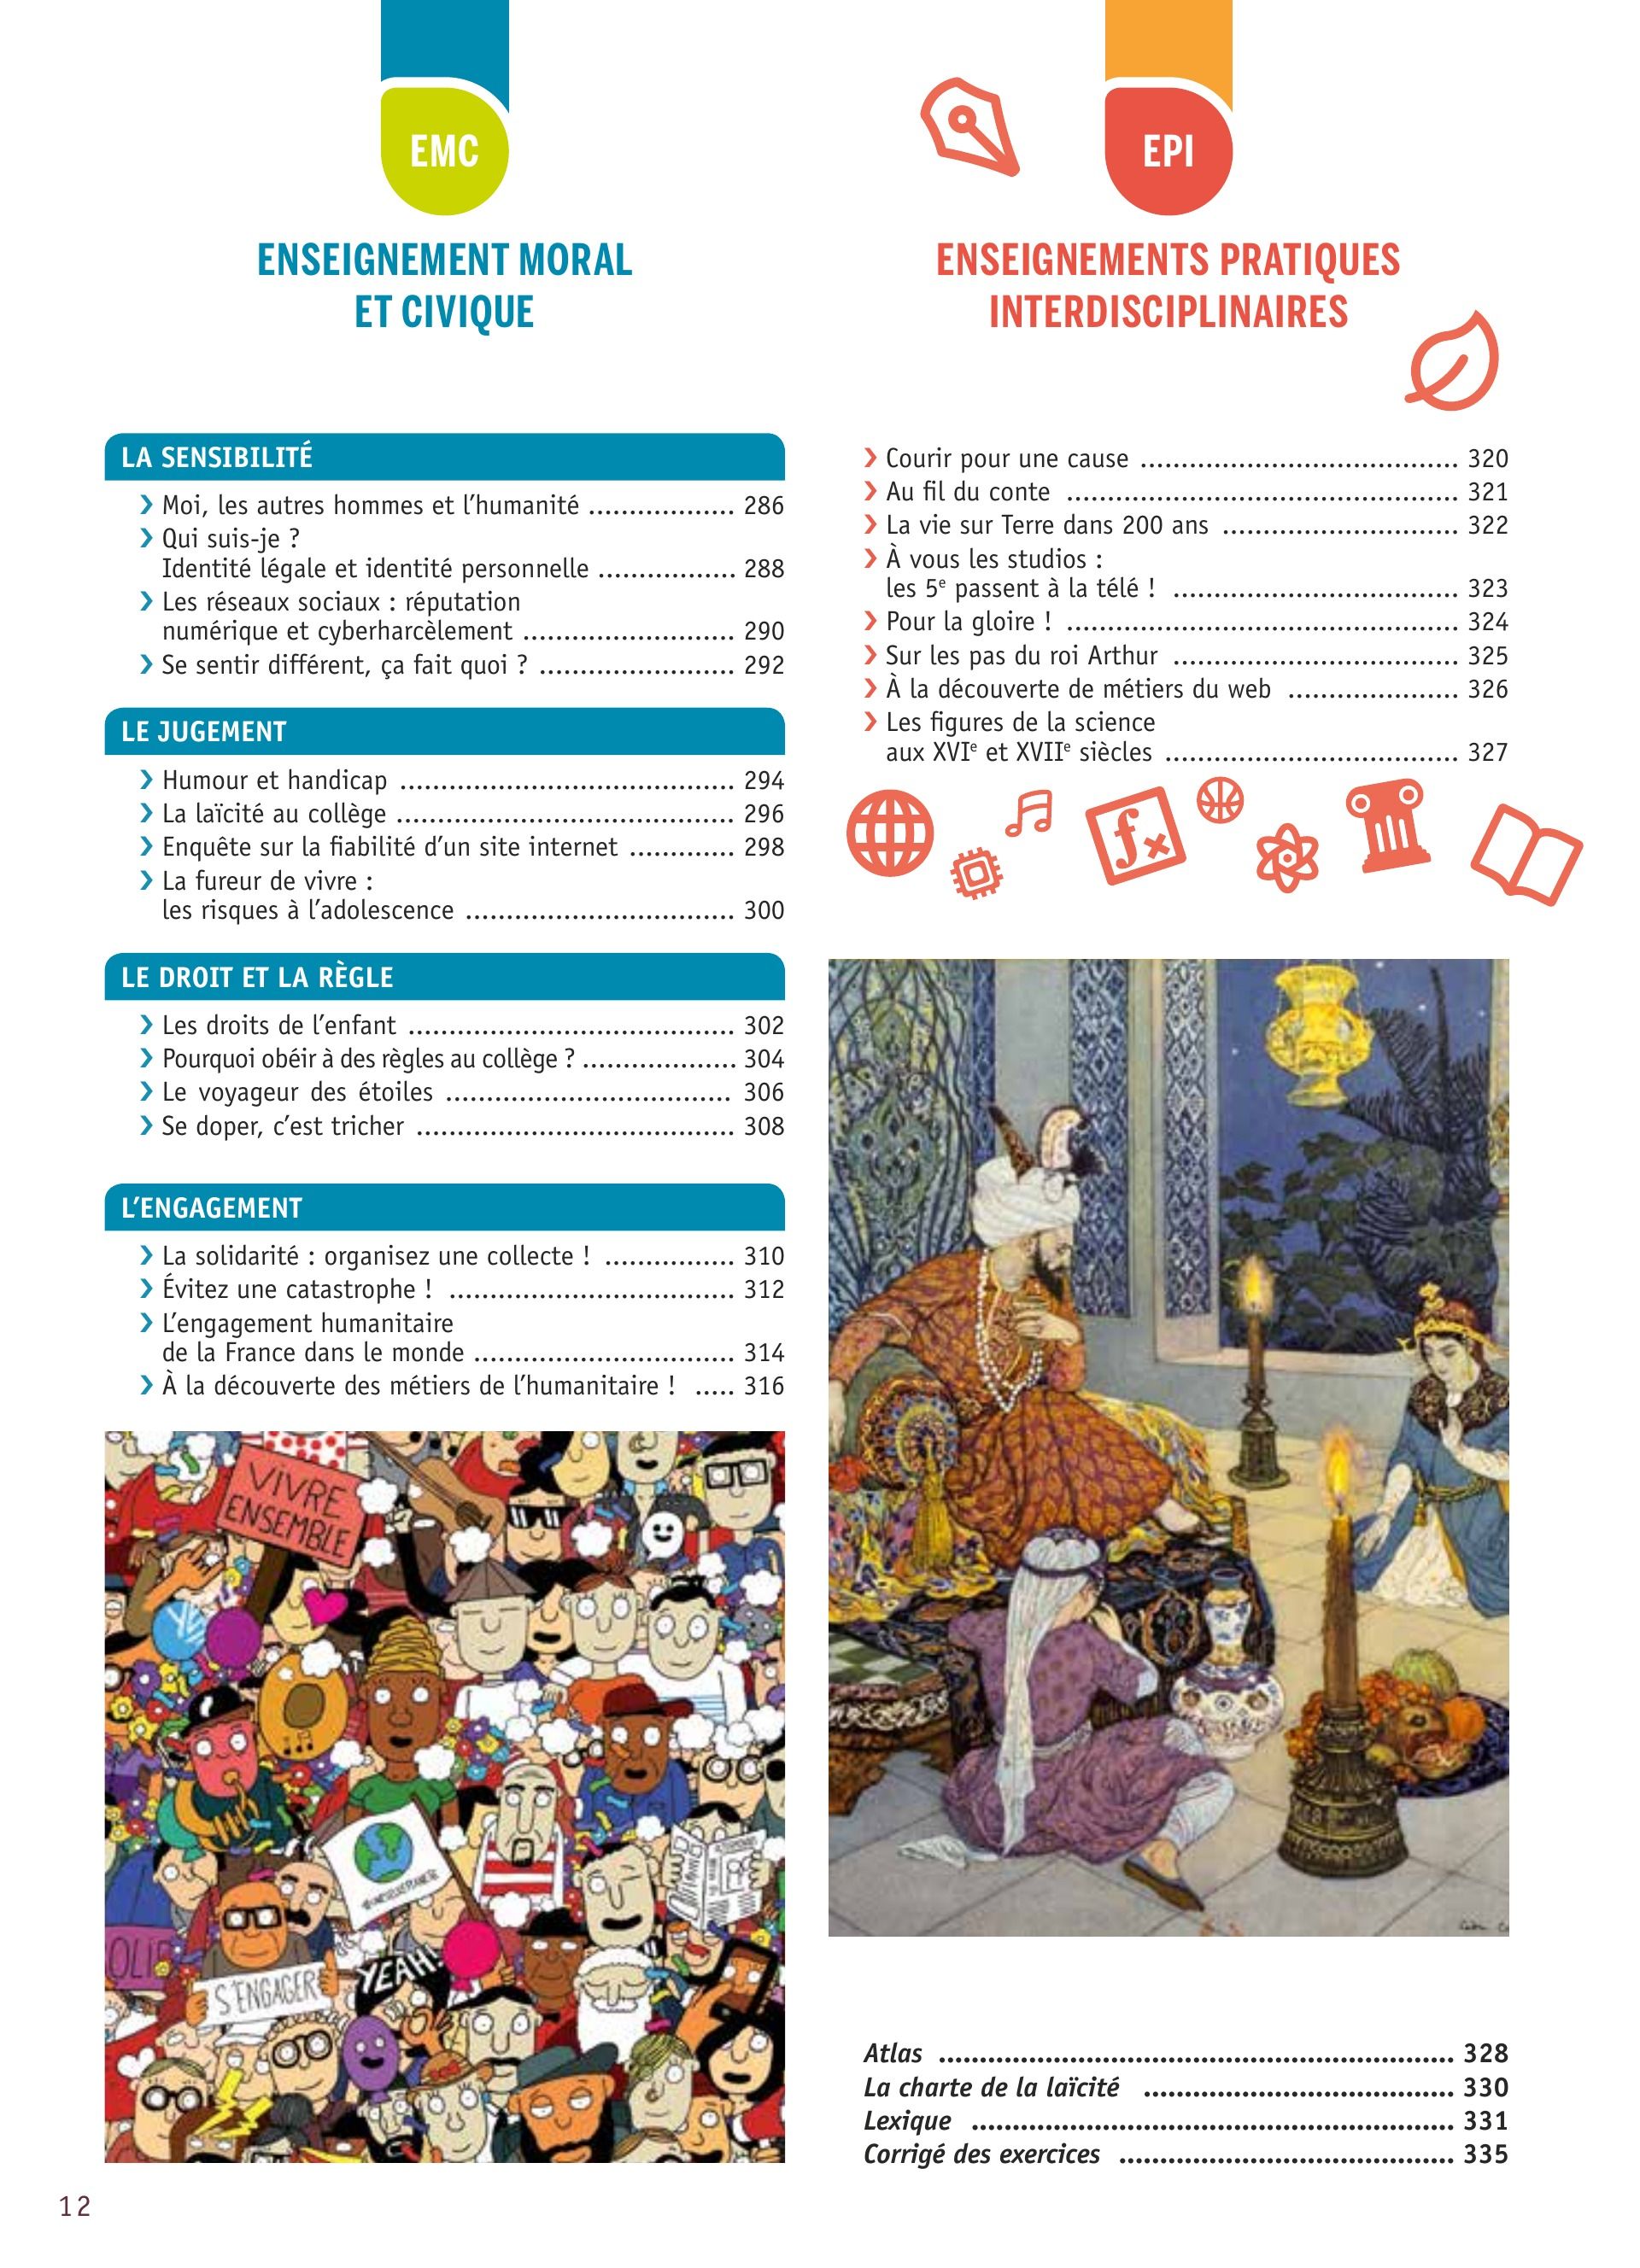 EMC
ENSEIGNEMENT MORAL
ET CIVIQUE
LA SENSIBILITÉ
❯ Moi, les autres hommes et l’humanité .................. 286
❯ Qui suis-je ?
Identité légale et identité personnelle ................. 288
❯ Les réseaux sociaux : réputation
numérique et cyberharcèlement .......................... 290
❯ Se sentir différent, ça fait quoi ? ........................ 292
LE JUGEMENT
❯ Humour et handicap ......................................... 294
❯ La laïcité au collège .......................................... 296
❯ Enquête sur la fiabilité d’un site internet ............. 298
❯ La fureur de vivre :
les risques à l’adolescence ................................. 300
LE DROIT ET LA RÈGLE
❯ Les droits de l’enfant ........................................ 302
❯ Pourquoi obéir à des règles au collège ? ................... 304
❯ Le voyageur des étoiles ................................... 306
❯ Se doper, c’est tricher ....................................... 308
L’ENGAGEMENT
❯ La solidarité : organisez une collecte ! ................ 310
❯ Évitez une catastrophe ! ................................... 312
❯ L’engagement humanitaire
de la France dans le monde ................................ 314
❯ À la découverte des métiers de l’humanitaire ! ..... 316
VIVRE
ENSEMBLE
S'ENGAGER
YEAH!
12
EPI
ENSEIGNEMENTS PRATIQUES
INTERDISCIPLINAIRES
❯ Courir pour une cause ....................................... 320
❯ Au fil du conte ................................................ 321
❯ La vie sur Terre dans 200 ans ............................. 322
❯ À vous les studios :
les 5e passent à la télé ! ................................... 323
❯ Pour la gloire ! ................................................ 324
❯ Sur les pas du roi Arthur ................................... 325
❯ À la découverte de métiers du web ..................... 326
❯ Les figures de la science
aux XVIe et XVIIe siècles .................................... 327
fx
Atlas ............................................................... 328
La charte de la laïcité ...................................... 330
Lexique ........................................................... 331
Corrigé des exercices ......................................... 335